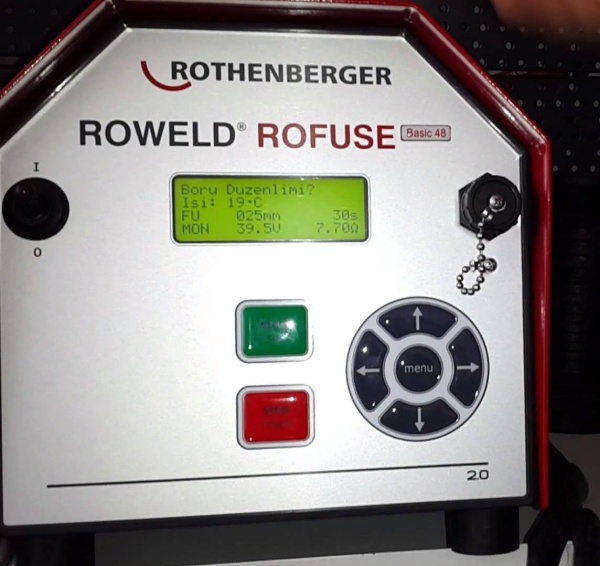 ROTHENBERGER
ROWELD® ROFUSE Basic 48
I
Boru Duzenlimi?
Isi: 19·C
FU 025mm 30s
MON 39.5V 7.70Ω
O
menu
2.0